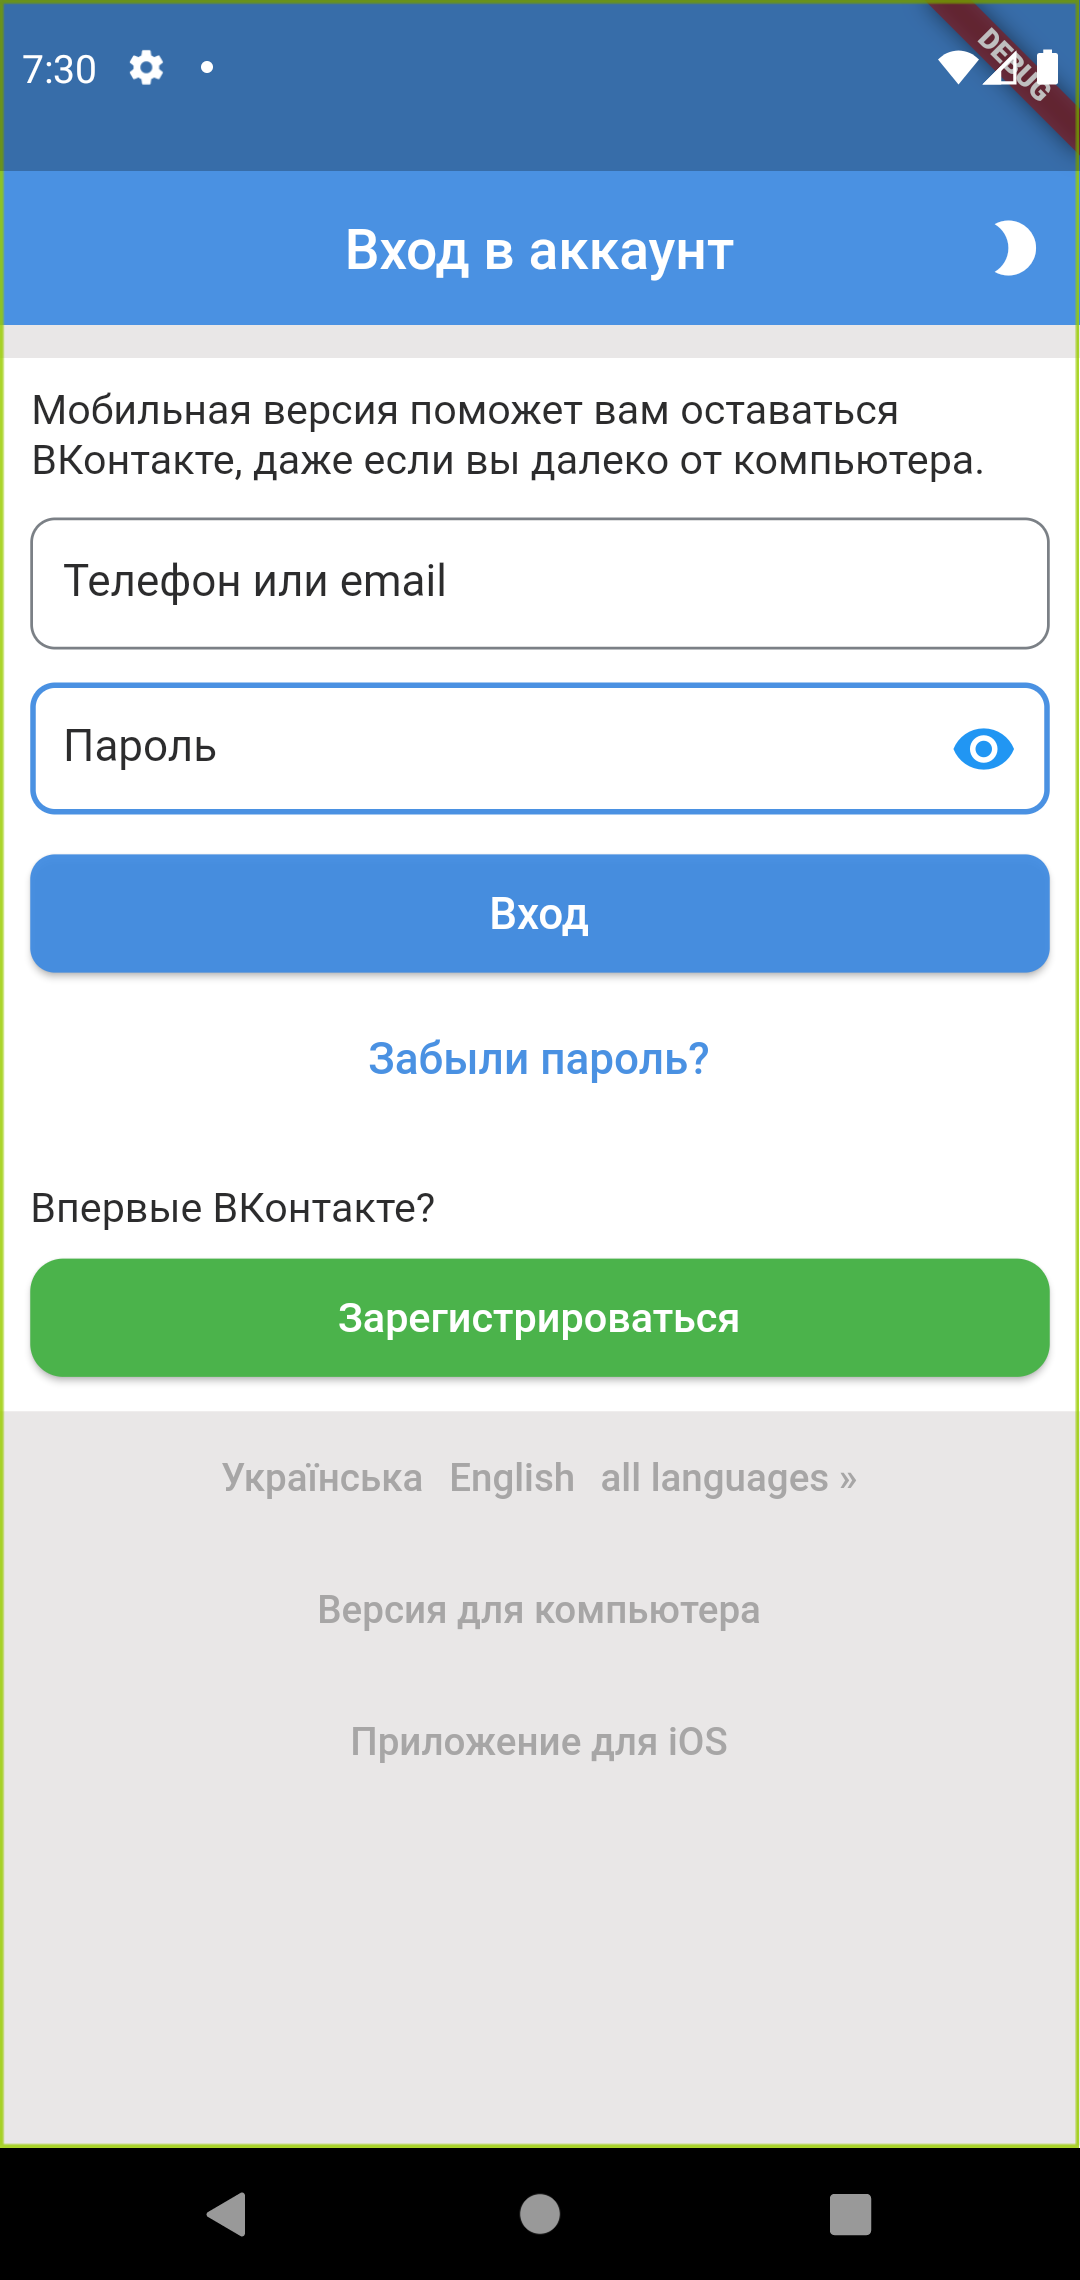 7:30
DEBUG
Вход в аккаунт
Мобильная версия поможет вам оставаться
ВКонтакте, даже если вы далеко от компьютера.
Телефон или email
Пароль
Вход
Забыли пароль?
Впервые ВКонтакте?
Зарегистрироваться
Українська English all languages »
Версия для компьютера
Приложение для iOS